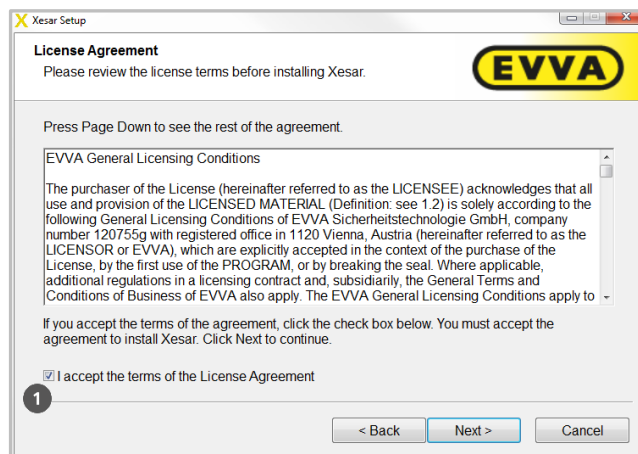 Xesar Setup
License Agreement
Please review the license terms before installing Xesar.
EVVA
Press Page Down to see the rest of the agreement.
EVVA General Licensing Conditions
The purchaser of the License (hereinafter referred to as the LICENSEE) acknowledges that all
use and provision of the LICENSED MATERIAL (Definition: see 1.2) is solely according to the
following General Licensing Conditions of EVVA Sicherheitstechnologie GmbH, company
number 120755g with registered office in 1120 Vienna, Austria (hereinafter referred to as the
LICENSOR or EVVA), which are explicitly accepted in the context of the purchase of the
License, by the first use of the PROGRAM, or by breaking the seal. Where applicable,
additional regulations in a licensing contract and, subsidiarily, the General Terms and
Conditions of Business of EVVA also apply. The EVVA General Licensing Conditions apply to
If you accept the terms of the agreement, click the check box below. You must accept the
agreement to install Xesar. Click Next to continue.
I accept the terms of the License Agreement
1
< Back Next > Cancel